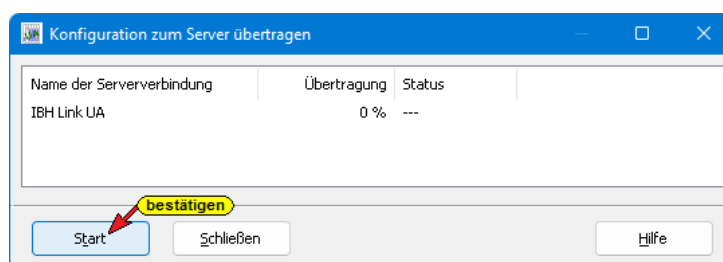 Konfiguration zum Server übertragen
Name der Serververbindung Übertragung Status
IBH Link UA 0 % ---
bestätigen
Start Schließen Hilfe